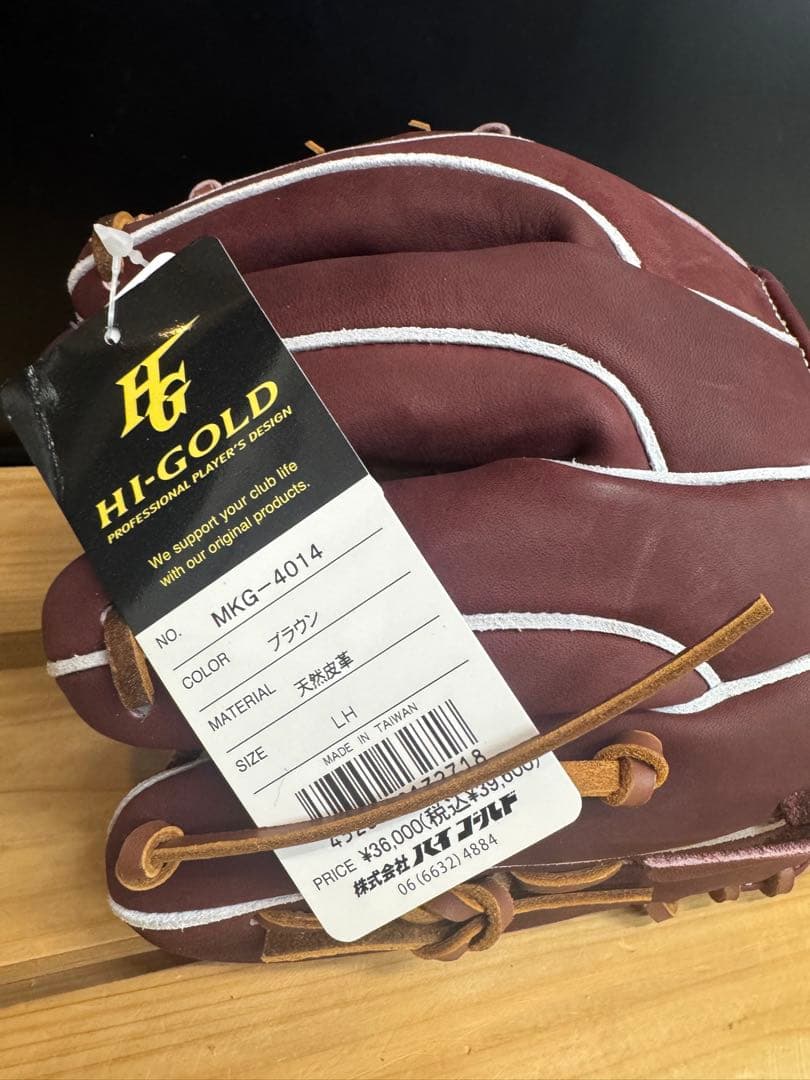 HG
HI-GOLD
PROFESSIONAL PLAYER'S DESIGN
We support your club life
with our original products.
NO. MKG-4014
COLOR ブラウン
MATERIAL 天然皮革
SIZE LH
MADE IN TAIWAN
PRICE ¥36,000(税込¥39,600)
株式会社 ハイゴールド
06(6632)4884